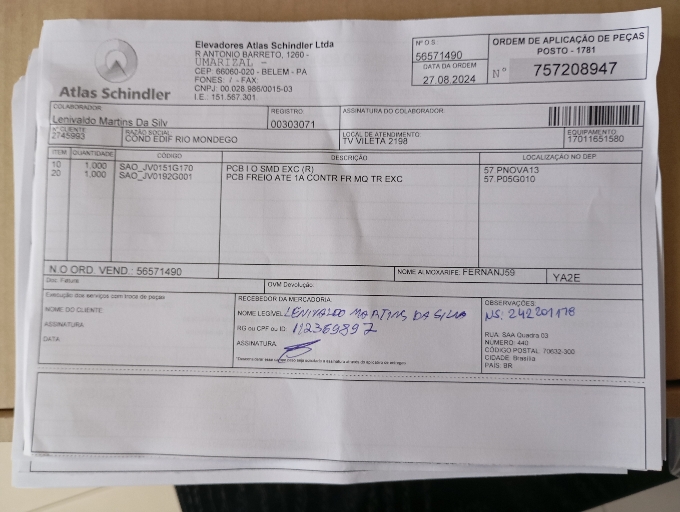 Elevadores Atlas Schindler Ltda
R ANTONIO BARRETO, 1260 -
UMARIZAL -
CEP: 66060-020 - BELEM - PA
FONES: / - FAX:
CNPJ: 00.028.986/0015-03
I.E.: 151.567.301
Atlas Schindler
Nº O.S.
56571490
DATA DA ORDEM
27.08.2024
ORDEM DE APLICAÇÃO DE PEÇAS
POSTO - 1781
Nº 757208947
COLABORADOR
Lenivaldo Martins Da Silv
REGISTRO
00303071
ASSINATURA DO COLABORADOR:
Nº CLIENTE
2745993
RAZÃO SOCIAL:
COND EDIF RIO MONDEGO
LOCAL DE ATENDIMENTO:
TV VILETA 2198
EQUIPAMENTO
17011651580
ITEM QUANTIDADE CÓDIGO DESCRIÇÃO LOCALIZAÇÃO NO DEP
10 1,000 SAO_JV0151G170 PCB I O SMD EXC (R) 57 PNOVA13
20 1,000 SAO_JV0192G001 PCB FREIO ATE 1A CONTR FR MQ TR EXC 57 P05G010
N.O ORD. VEND.: 56571490
NOME ALMOXARIFE: FERNANJ59
YA2E
Doc. Fatura:
OVM Devolução
Execução dos serviços com troca de peças
NOME DO CLIENTE:
ASSINATURA:
DATA:
RECEBEDOR DA MERCADORIA:
NOME LEGÍVEL: LENIVALDO MARTINS DA SILVA
RG ou CPF ou ID: 112369897
ASSINATURA:
OBSERVAÇÕES:
NS: 242201178
RUA: SAA Quadra 03
NÚMERO: 440
CÓDIGO POSTAL: 70632-300
CIDADE: Brasília
PAÍS: BR